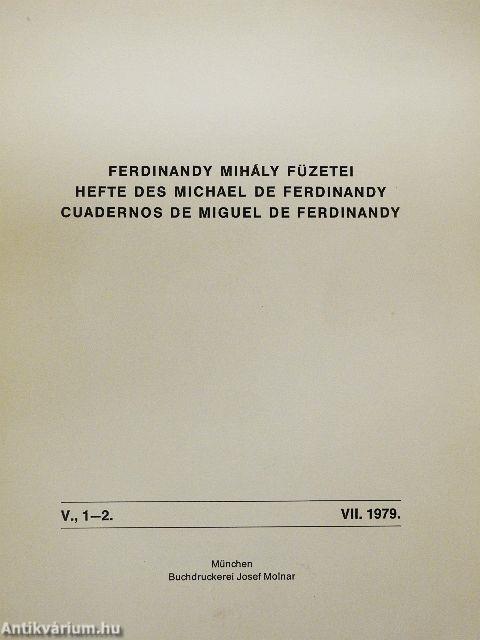 FERDINANDY MIHÁLY FÜZETEI
HEFTE DES MICHAEL DE FERDINANDY
CUADERNOS DE MIGUEL DE FERDINANDY
V., 1—2. VII. 1979.
München
Buchdruckerei Josef Molnar
Antikvárium.hu